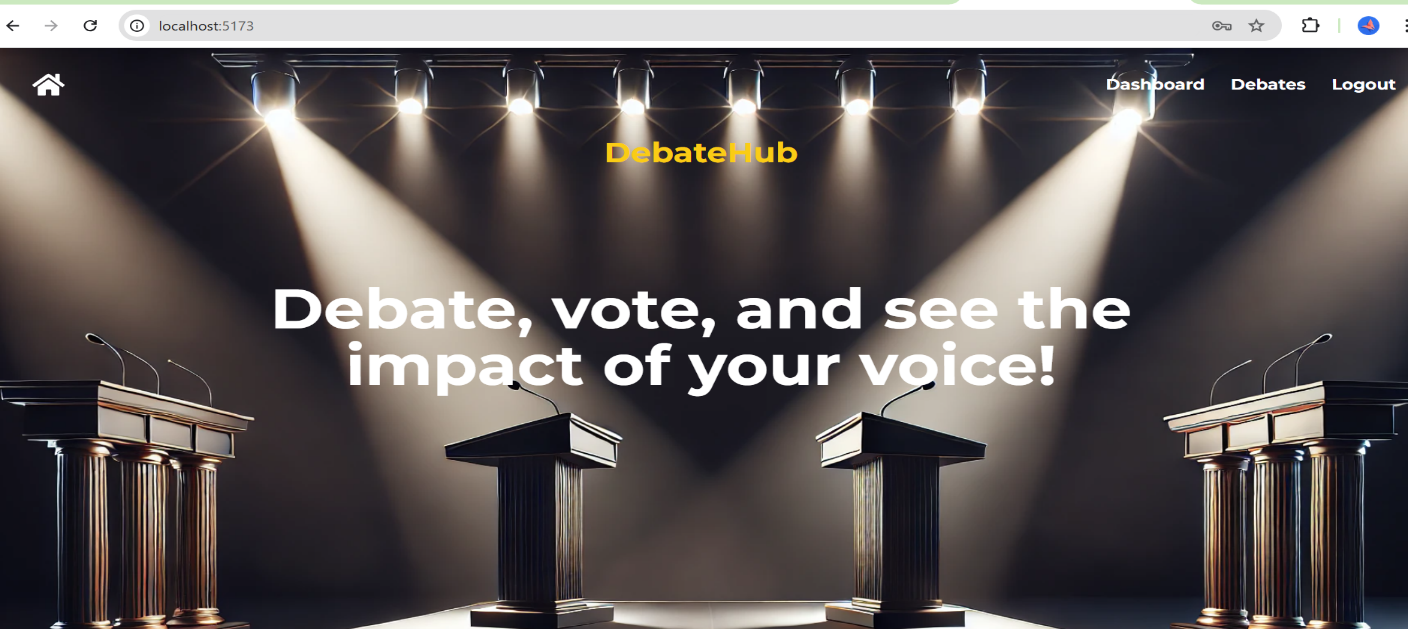 localhost:5173
Dashboard Debates Logout
DebateHub
Debate, vote, and see the
impact of your voice!